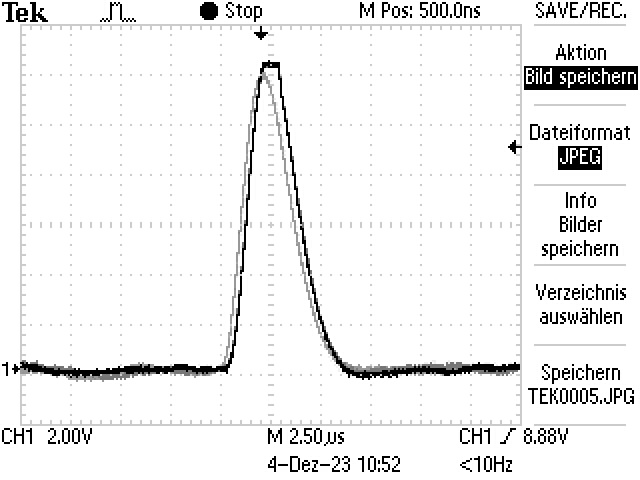 Tek Stop M Pos: 500.0ns SAVE/REC.
Aktion
Bild speichern
Dateiformat
JPEG
Info
Bilder
speichern
Verzeichnis
auswählen
Speichern
TEK0005.JPG
1
CH1 2.00V M 2.50µs CH1 8.88V
4-Dez-23 10:52 <10Hz